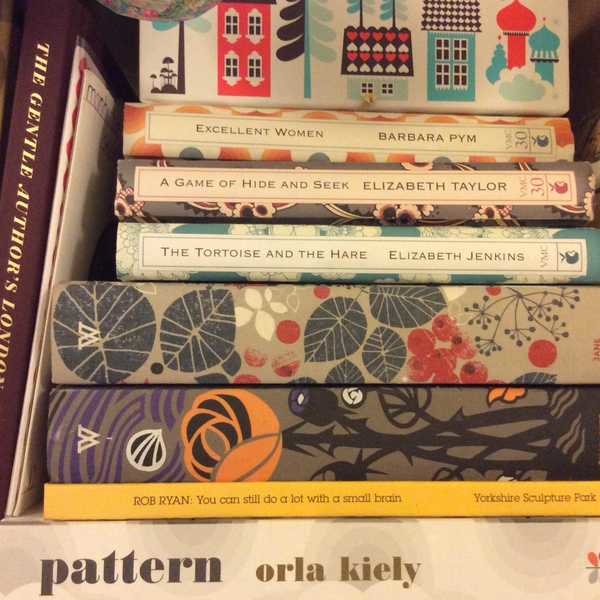 THE GENTLE AUTHOR'S LONDON
EXCELLENT WOMEN BARBARA PYM VMC 30
A GAME OF HIDE AND SEEK ELIZABETH TAYLOR VMC 30
THE TORTOISE AND THE HARE ELIZABETH JENKINS VMC
W JANE
W
ROB RYAN: You can still do a lot with a small brain Yorkshire Sculpture Park
pattern orla kiely